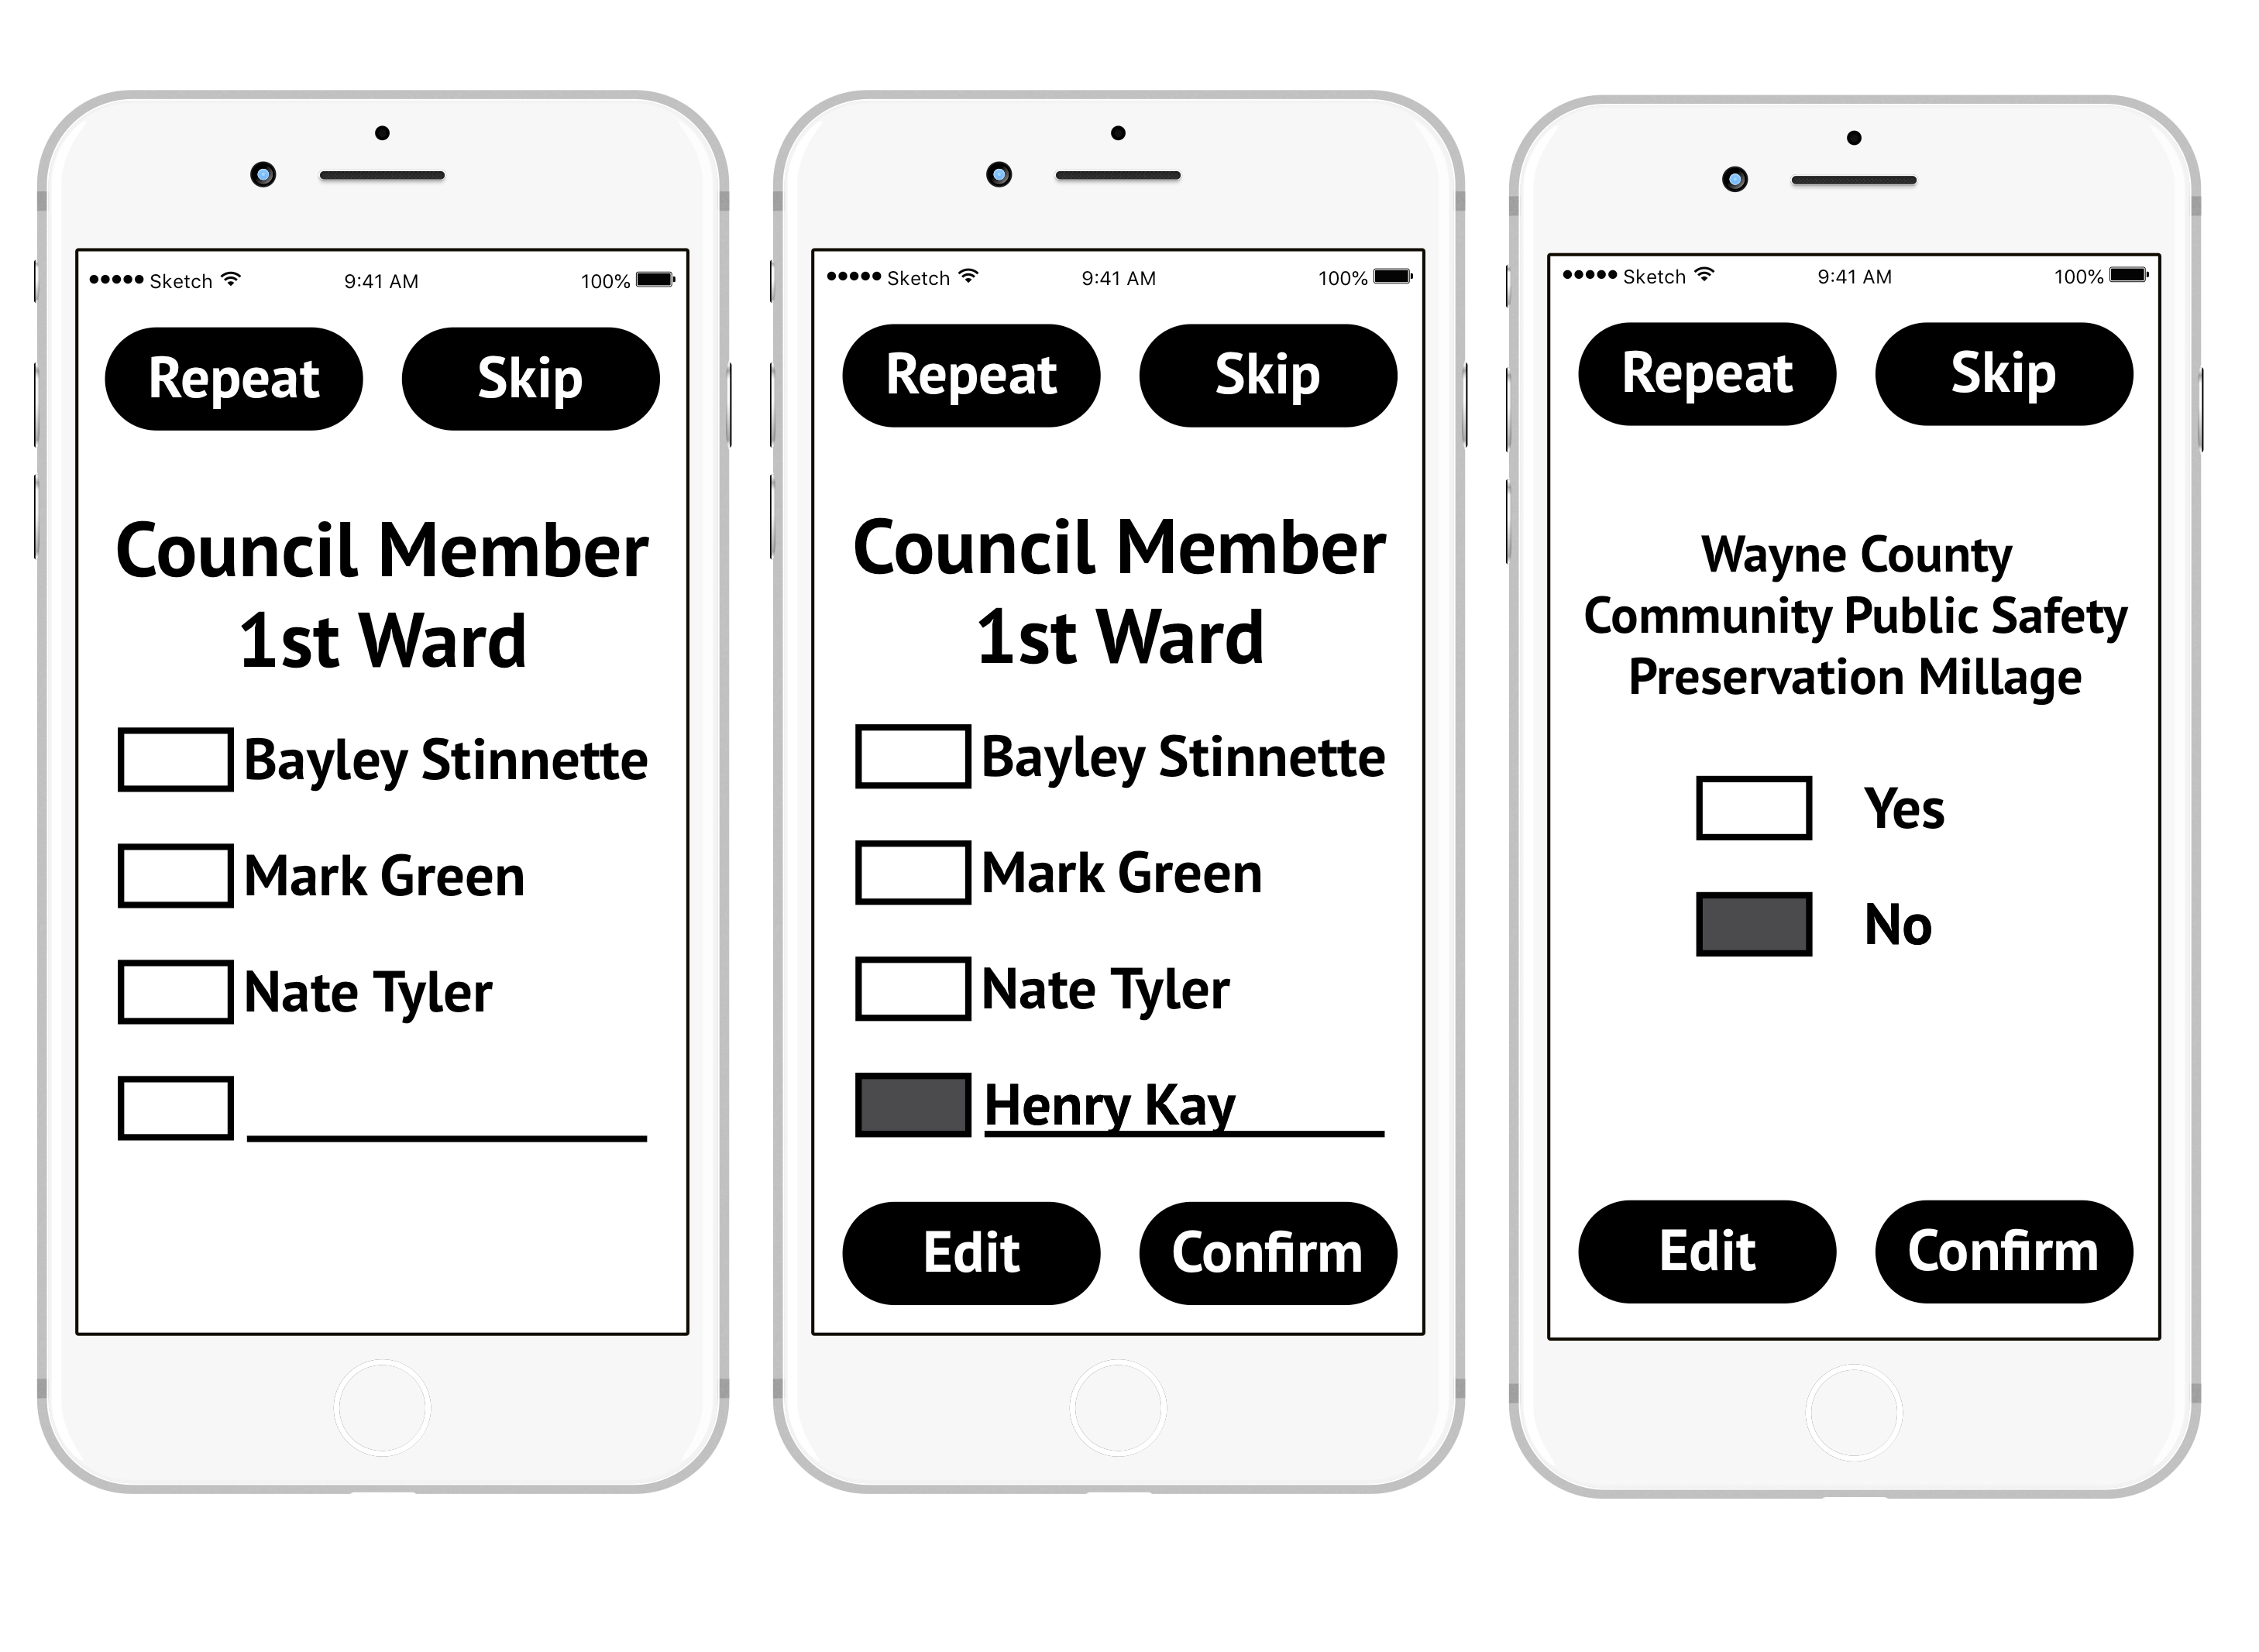 ●●●●● Sketch 9:41 AM 100%
Repeat Skip
Council Member
1st Ward
Bayley Stinnette
Mark Green
Nate Tyler
●●●●● Sketch 9:41 AM 100%
Repeat Skip
Council Member
1st Ward
Bayley Stinnette
Mark Green
Nate Tyler
Henry Kay
Edit Confirm
●●●●● Sketch 9:41 AM 100%
Repeat Skip
Wayne County
Community Public Safety
Preservation Millage
Yes
No
Edit Confirm